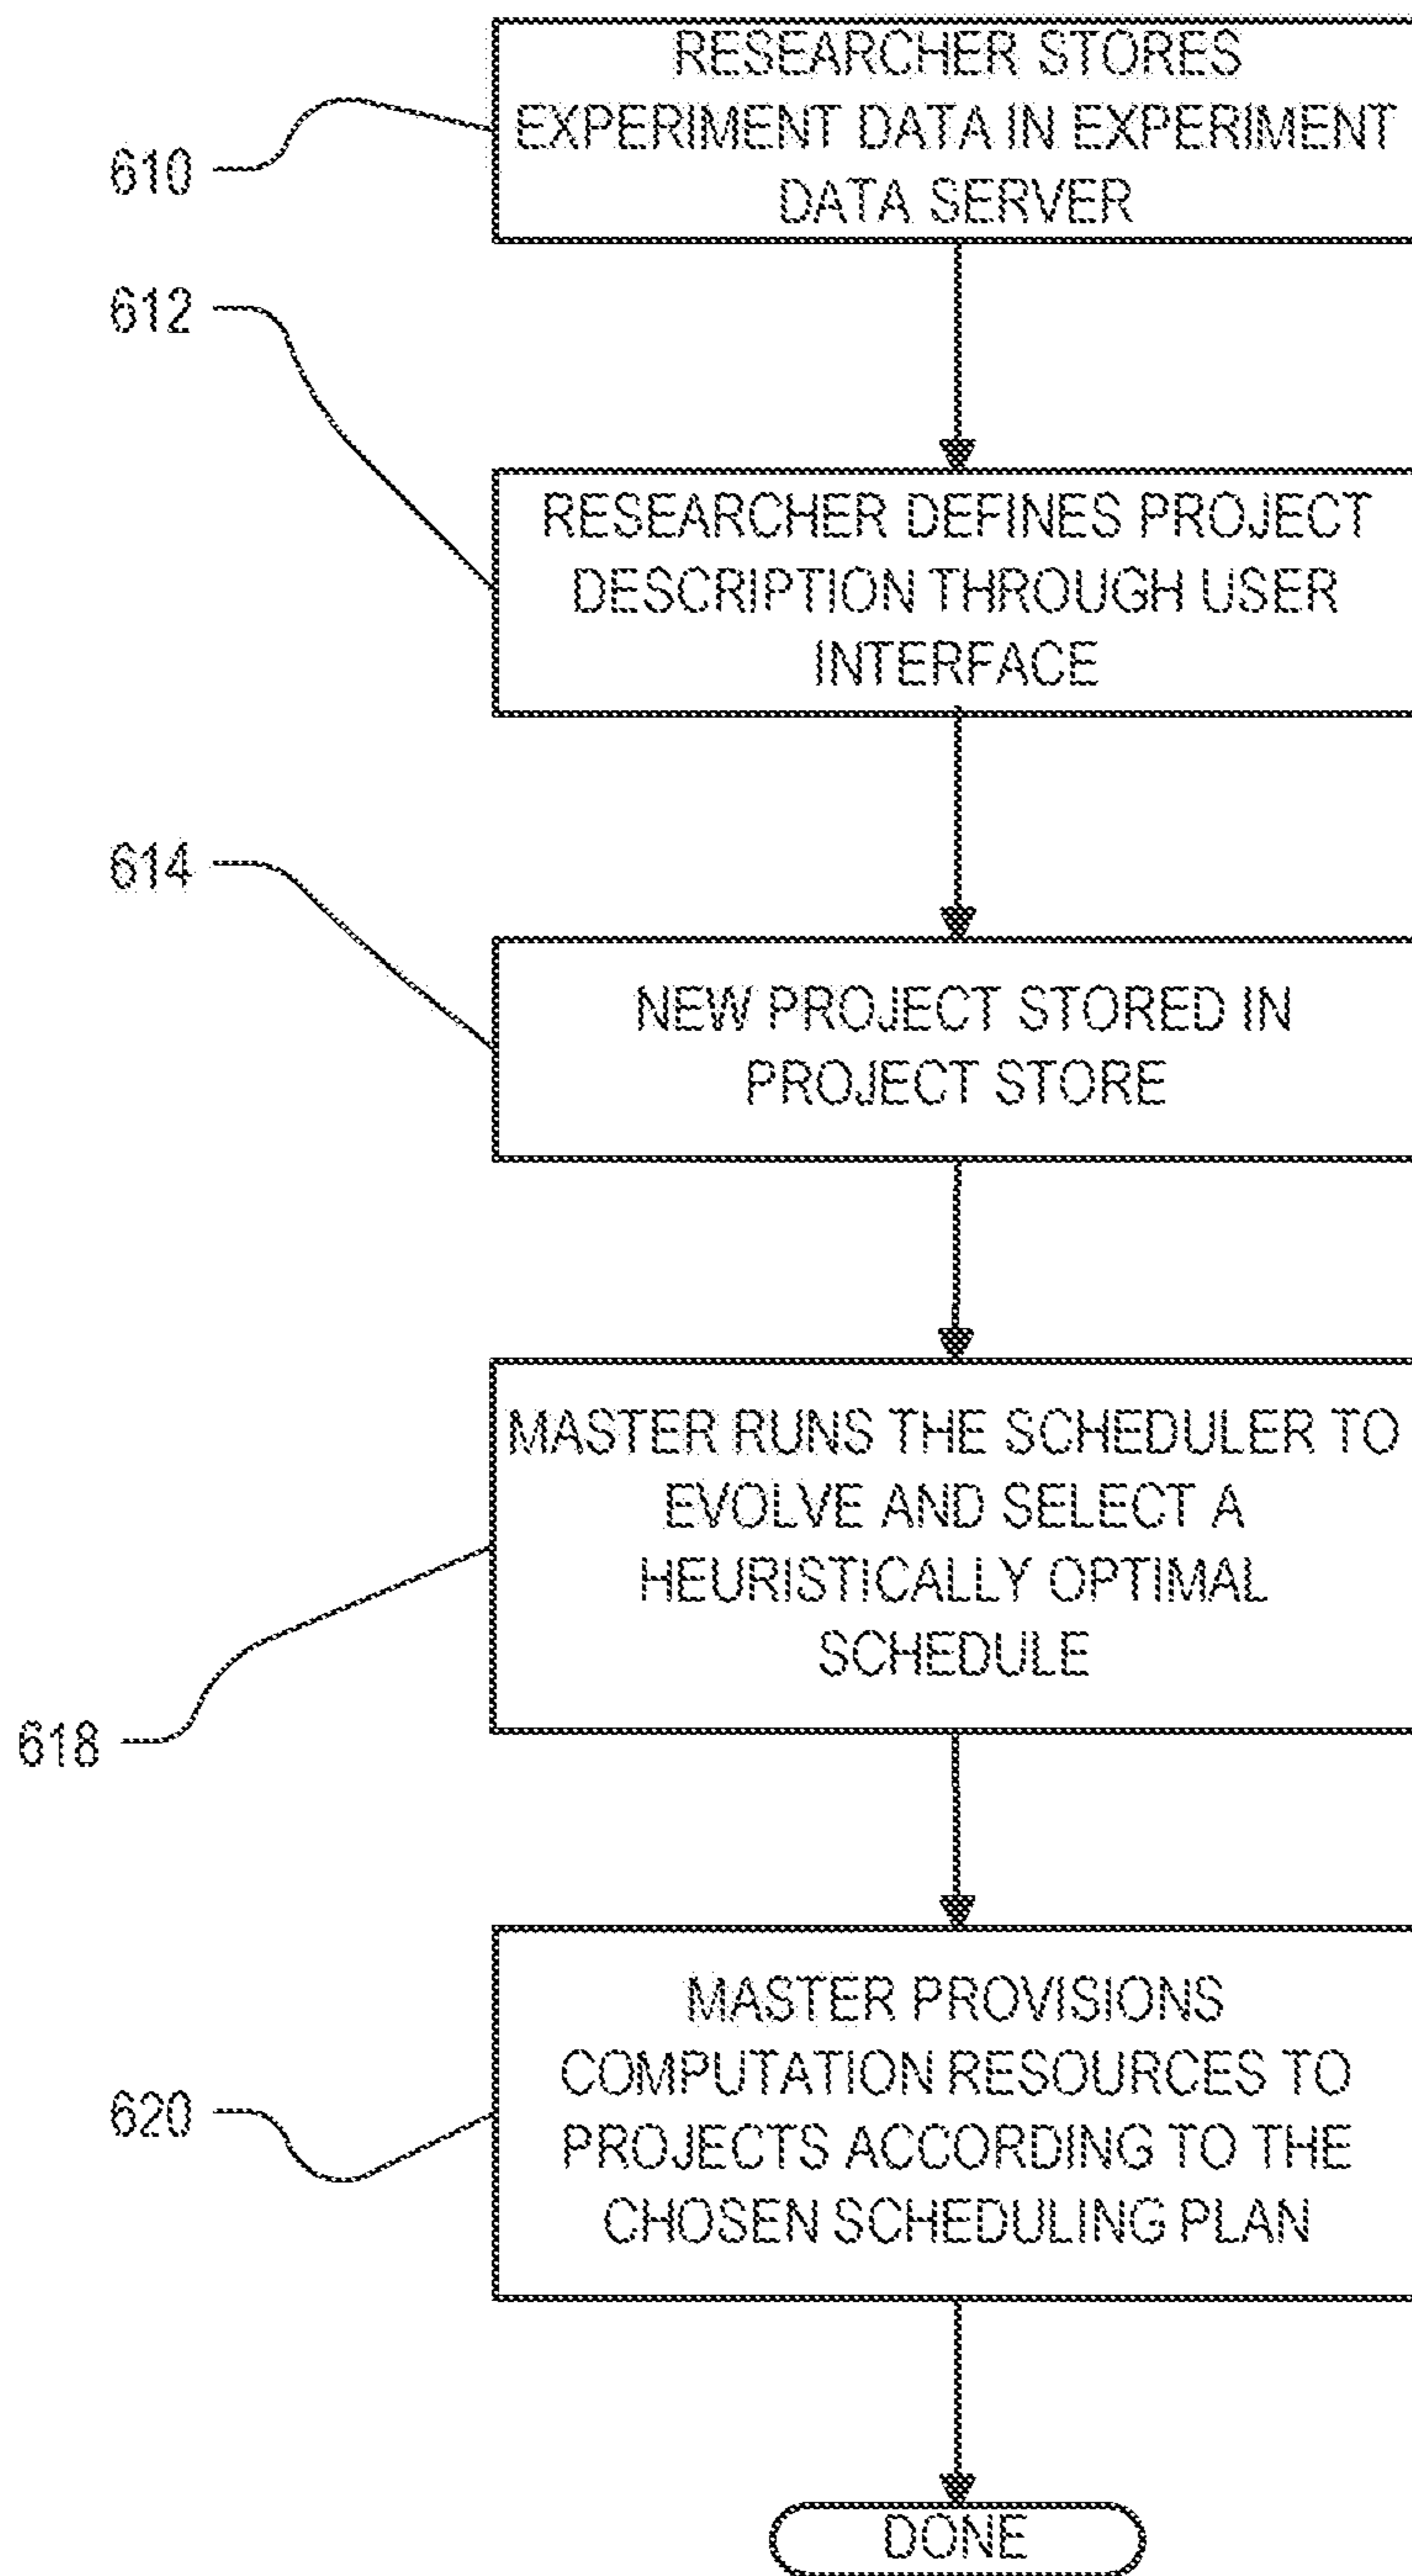 RESEARCHER STORES
EXPERIMENT DATA IN EXPERIMENT
DATA SERVER
610
612
RESEARCHER DEFINES PROJECT
DESCRIPTION THROUGH USER
INTERFACE
614
NEW PROJECT STORED IN
PROJECT STORE
MASTER RUNS THE SCHEDULER TO
EVOLVE AND SELECT A
HEURISTICALLY OPTIMAL
SCHEDULE
618
MASTER PROVISIONS
COMPUTATION RESOURCES TO
PROJECTS ACCORDING TO THE
CHOSEN SCHEDULING PLAN
620
DONE